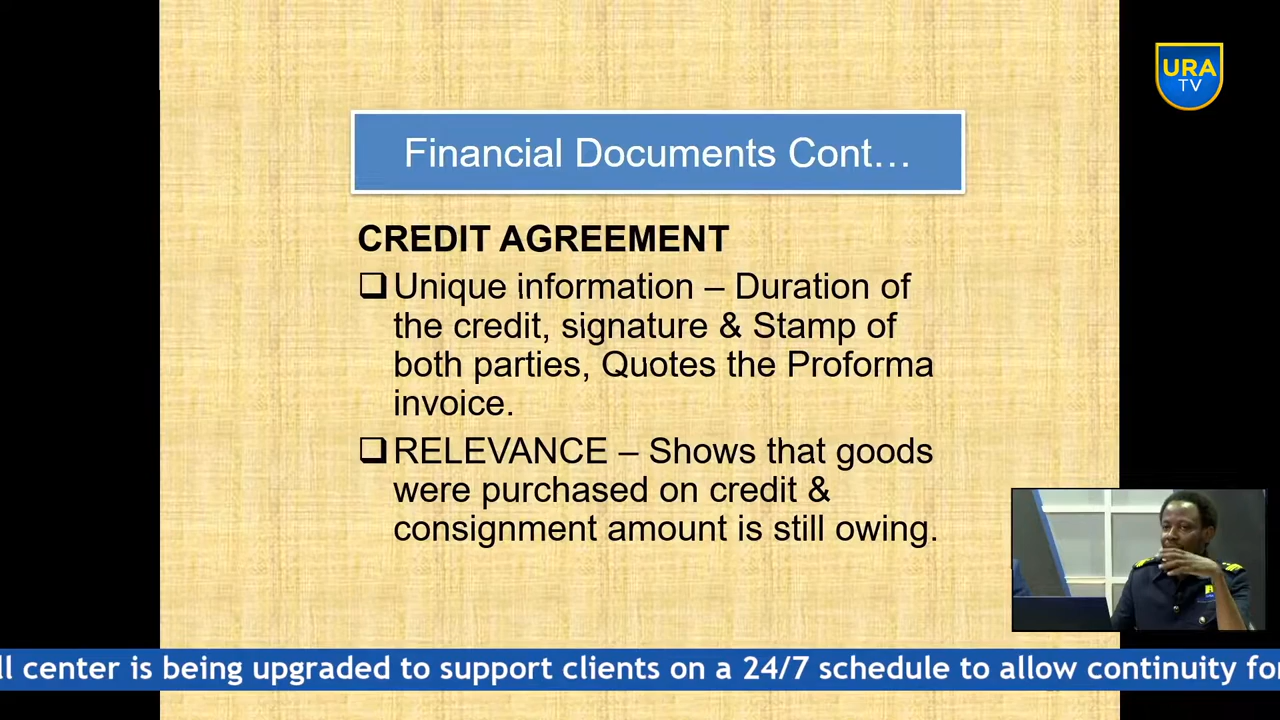 URA
TV
Financial Documents Cont…
CREDIT AGREEMENT
❑ Unique information – Duration of
the credit, signature & Stamp of
both parties, Quotes the Proforma
invoice.
❑ RELEVANCE – Shows that goods
were purchased on credit &
consignment amount is still owing.
center is being upgraded to support clients on a 24/7 schedule to allow continuity for